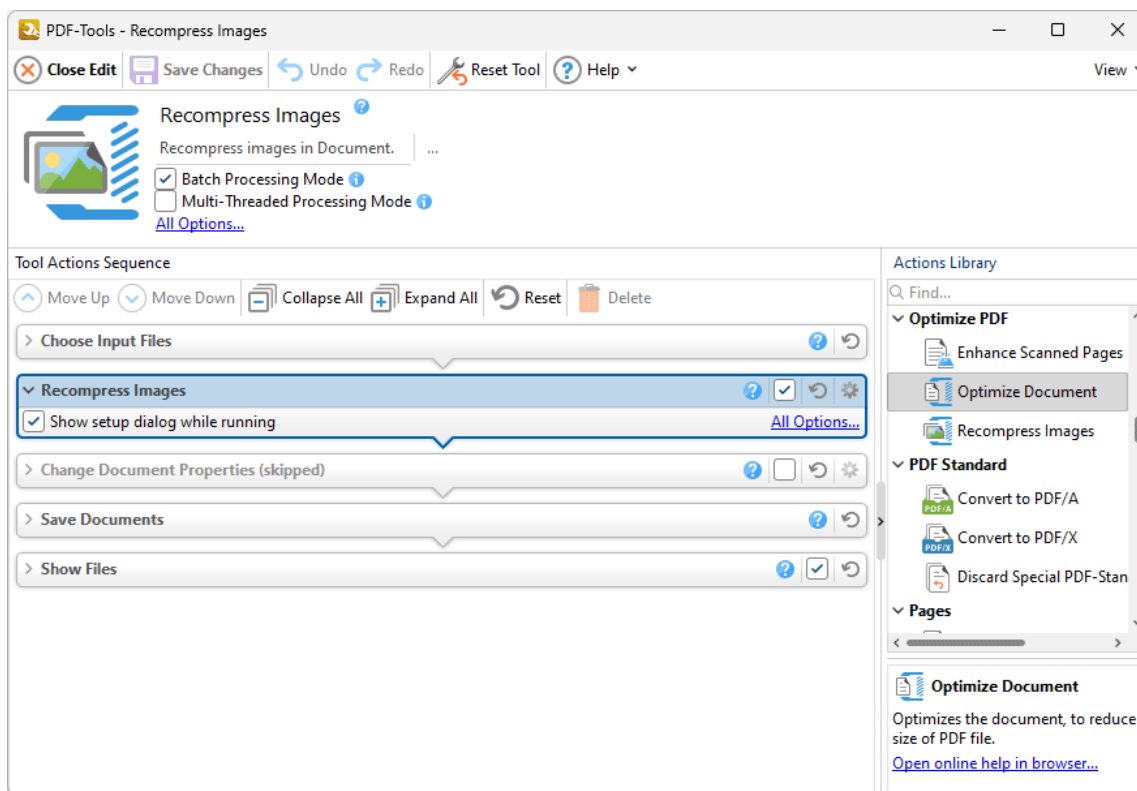 PDF-Tools - Recompress Images
Close Edit Save Changes Undo Redo Reset Tool Help View
Recompress Images
Recompress images in Document. ...
Batch Processing Mode
Multi-Threaded Processing Mode
All Options...
Tool Actions Sequence
Move Up Move Down Collapse All Expand All Reset Delete
Choose Input Files
Recompress Images
Show setup dialog while running All Options...
Change Document Properties (skipped)
Save Documents
Show Files
Actions Library
Find...
Optimize PDF
Enhance Scanned Pages
Optimize Document
Recompress Images
PDF Standard
PDF/A Convert to PDF/A
PDF/X Convert to PDF/X
Discard Special PDF-Stan
Pages
Optimize Document
Optimizes the document, to reduce
size of PDF file.
Open online help in browser...